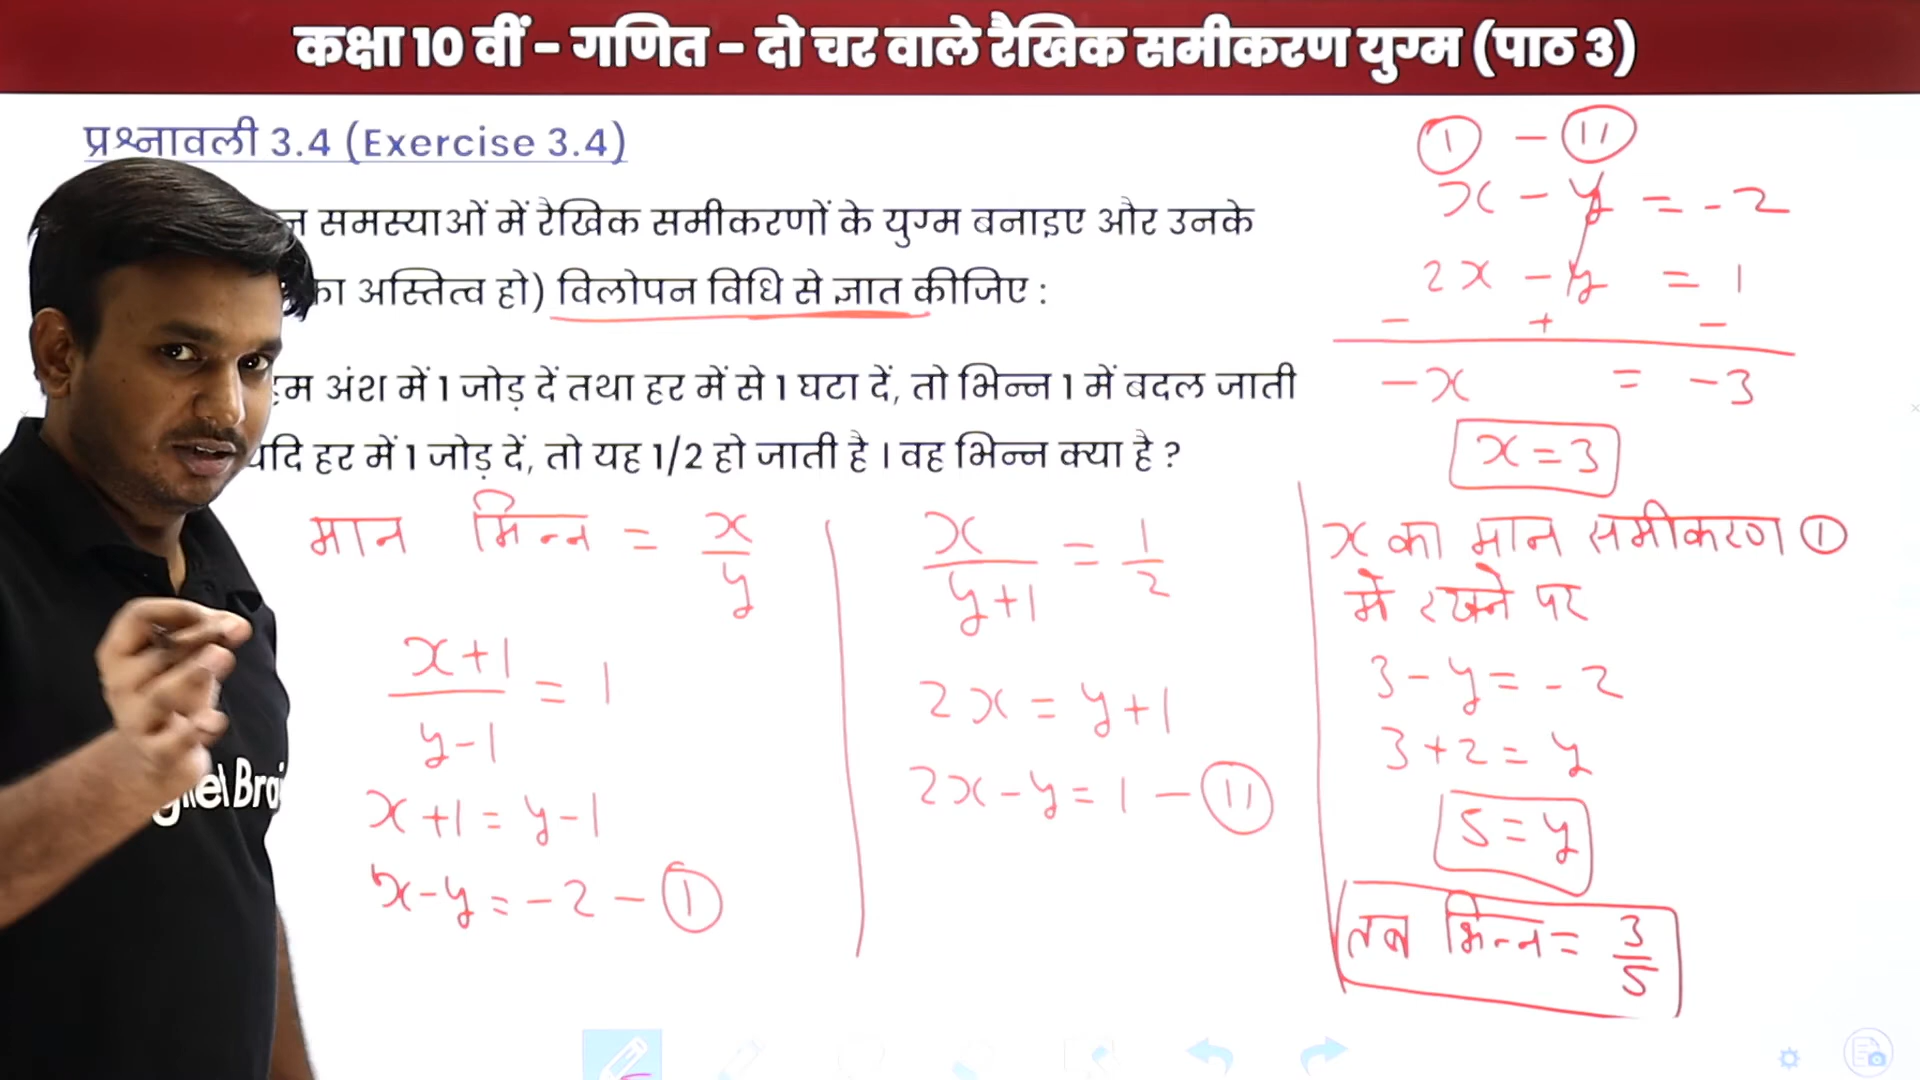 कक्षा 10 वीं - गणित - दो चर वाले रैखिक समीकरण युग्म (पाठ 3)
प्रश्नावली 3.4 (Exercise 3.4)
समस्याओं में रैखिक समीकरणों के युग्म बनाइए और उनके
अस्तित्व हो) विलोपन विधि से ज्ञात कीजिए :
अंश में 1 जोड़ दें तथा हर में से 1 घटा दें, तो भिन्न 1 में बदल जाती
हर में 1 जोड़ दें, तो यह 1/2 हो जाती है । वह भिन्न क्या है ?
मान भिन्न = x/y
(x+1)/(y-1) = 1
x+1 = y-1
x-y = -2 - ①
x/(y+1) = 1/2
2x = y+1
2x-y = 1 - ⑪
① - ⑪
x - y = -2
2x - y = 1
- + -
-x = -3
x = 3
x का मान समीकरण ①
में रखने पर
3 - y = -2
3+2 = y
5 = y
तब भिन्न = 3/5